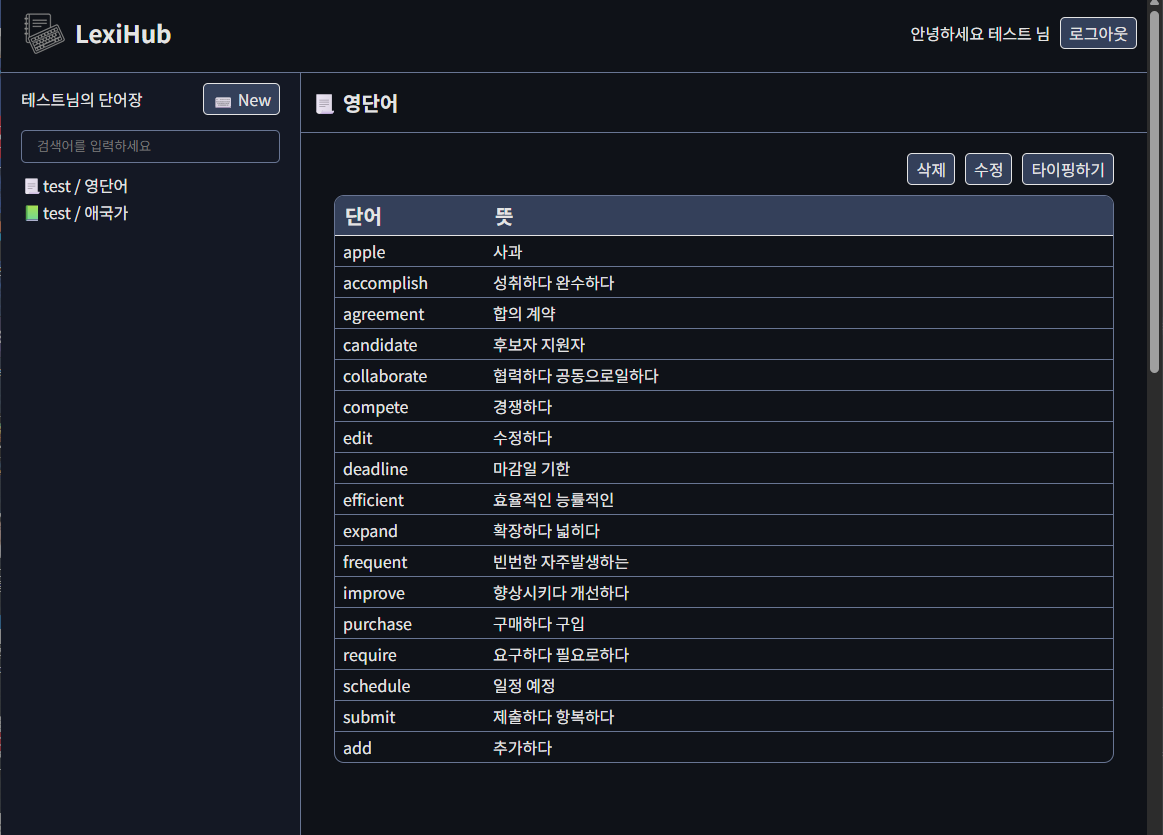 LexiHub
안녕하세요 테스트 님 로그아웃
테스트님의 단어장 New
검색어를 입력하세요
test / 영단어
test / 애국가
영단어
삭제 수정 타이핑하기
단어 뜻
apple 사과
accomplish 성취하다 완수하다
agreement 합의 계약
candidate 후보자 지원자
collaborate 협력하다 공동으로일하다
compete 경쟁하다
edit 수정하다
deadline 마감일 기한
efficient 효율적인 능률적인
expand 확장하다 넓히다
frequent 빈번한 자주발생하는
improve 향상시키다 개선하다
purchase 구매하다 구입
require 요구하다 필요로하다
schedule 일정 예정
submit 제출하다 항복하다
add 추가하다